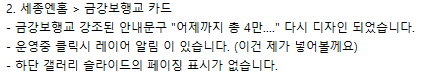 2. 세종엔홈 > 금강보행교 카드
- 금강보행교 강조된 안내문구 "어제까지 총 4만...." 다시 디자인 되었습니다.
- 운영중 클릭시 레이어 알림 이 있습니다. (이건 제가 넣어볼께요)
- 하단 갤러리 슬라이드의 페이징 표시가 없습니다.